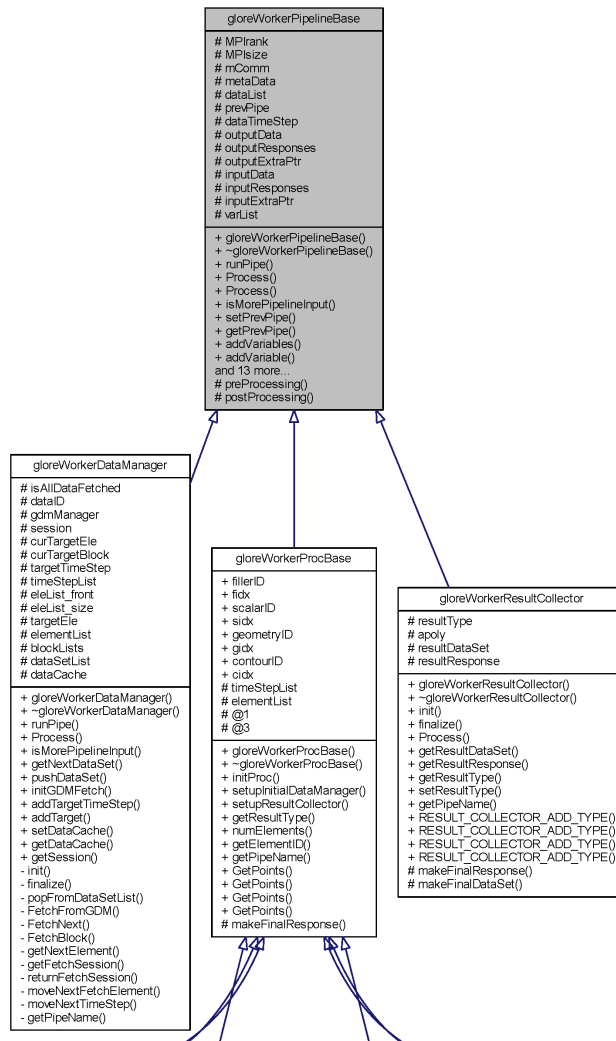 gloreWorkerPipelineBase
# MPIrank
# MPIsize
# mComm
# metaData
# dataList
# prevPipe
# dataTimeStep
# outputData
# outputResponses
# outputExtraPtr
# inputData
# inputResponses
# inputExtraPtr
# varList
+ gloreWorkerPipelineBase()
+ ~gloreWorkerPipelineBase()
+ runPipe()
+ Process()
+ Process()
+ isMorePipelineInput()
+ setPrevPipe()
+ getPrevPipe()
+ addVariables()
+ addVariable()
and 13 more...
# preProcessing()
# postProcessing()
gloreWorkerDataManager
# isAllDataFetched
# dataID
# gdmManager
# session
# curTargetEle
# curTargetBlock
# targetTimeStep
# timeStepList
# eleList_front
# eleList_size
# targetEle
# elementList
# blockLists
# dataSetList
# dataCache
+ gloreWorkerDataManager()
+ ~gloreWorkerDataManager()
+ runPipe()
+ Process()
+ isMorePipelineInput()
+ getNextDataSet()
+ pushDataSet()
+ initGDMFetch()
+ addTargetTimeStep()
+ addTarget()
+ setDataCache()
+ getDataCache()
+ getSession()
- init()
- finalize()
- popFromDataSetList()
- FetchFromGDM()
- FetchNext()
- FetchBlock()
- getNextElement()
- getFetchSession()
- returnFetchSession()
- moveNextFetchElement()
- moveNextTimeStep()
- getPipeName()
gloreWorkerProcBase
+ fillerID
+ fidx
+ scalarID
+ sidx
+ geometryID
+ gidx
+ contourID
+ cidx
# timeStepList
# elementList
# @1
# @3
+ gloreWorkerProcBase()
+ ~gloreWorkerProcBase()
+ initProc()
+ setupInitialDataManager()
+ setupResultCollector()
+ getResultType()
+ numElements()
+ getElementID()
+ getPipeName()
+ GetPoints()
+ GetPoints()
+ GetPoints()
+ GetPoints()
# makeFinalResponse()
gloreWorkerResultCollector
# resultType
# apoly
# resultDataSet
# resultResponse
+ gloreWorkerResultCollector()
+ ~gloreWorkerResultCollector()
+ init()
+ finalize()
+ Process()
+ getResultDataSet()
+ getResultResponse()
+ getResultType()
+ setResultType()
+ getPipeName()
+ RESULT_COLLECTOR_ADD_TYPE()
+ RESULT_COLLECTOR_ADD_TYPE()
+ RESULT_COLLECTOR_ADD_TYPE()
+ RESULT_COLLECTOR_ADD_TYPE()
# makeFinalResponse()
# makeFinalDataSet()